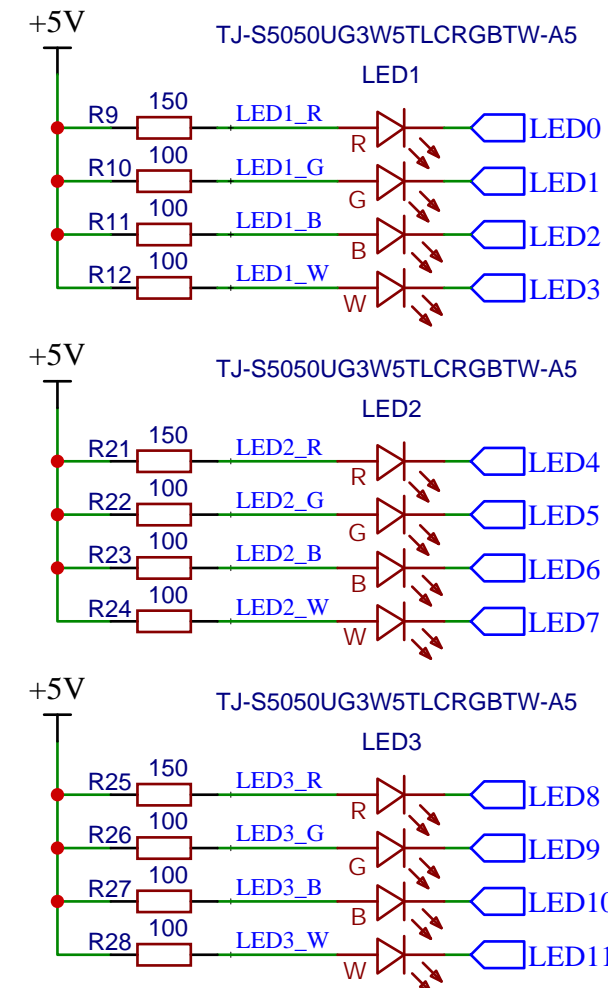 +5V
TJ-S5050UG3W5TLCRGBTW-A5
LED1
R9 150 LED1_R R LED0
R10 100 LED1_G G LED1
R11 100 LED1_B B LED2
R12 100 LED1_W W LED3
+5V
TJ-S5050UG3W5TLCRGBTW-A5
LED2
R21 150 LED2_R R LED4
R22 100 LED2_G G LED5
R23 100 LED2_B B LED6
R24 100 LED2_W W LED7
+5V
TJ-S5050UG3W5TLCRGBTW-A5
LED3
R25 150 LED3_R R LED8
R26 100 LED3_G G LED9
R27 100 LED3_B B LED10
R28 100 LED3_W W LED11